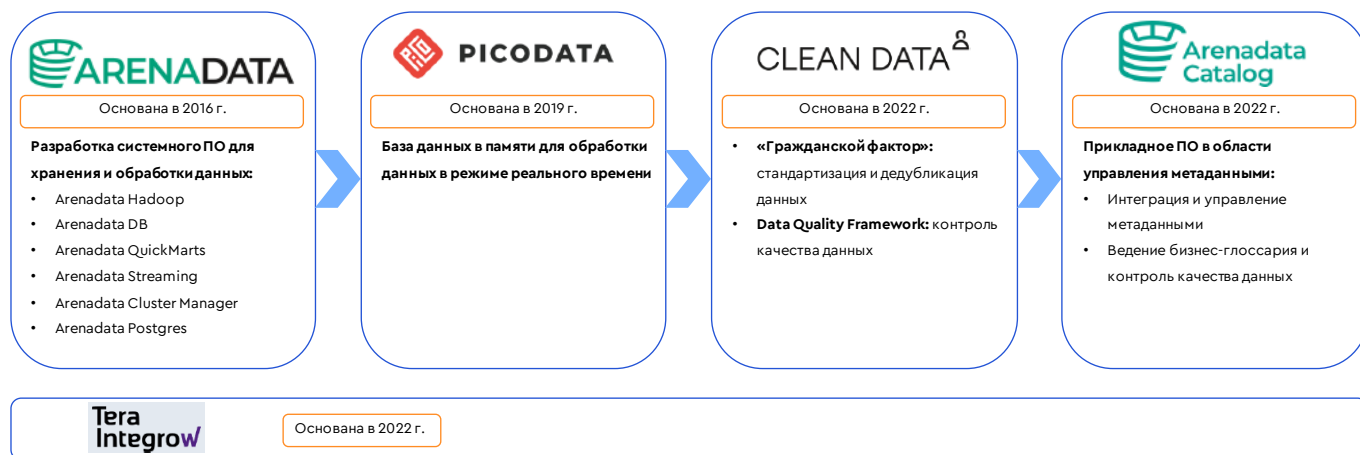 ARENADATA
Основана в 2016 г.
Разработка системного ПО для
хранения и обработки данных:
• Arenadata Hadoop
• Arenadata DB
• Arenadata QuickMarts
• Arenadata Streaming
• Arenadata Cluster Manager
• Arenadata Postgres
PICODATA
Основана в 2019 г.
База данных в памяти для обработки
данных в режиме реального времени
CLEAN DATA
Основана в 2022 г.
• «Гражданской фактор»:
стандартизация и дедубликация
данных
• Data Quality Framework: контроль
качества данных
Arenadata
Catalog
Основана в 2022 г.
Прикладное ПО в области
управления метаданными:
• Интеграция и управление
метаданными
• Ведение бизнес-глоссария и
контроль качества данных
Tera
Integrow
Основана в 2022 г.